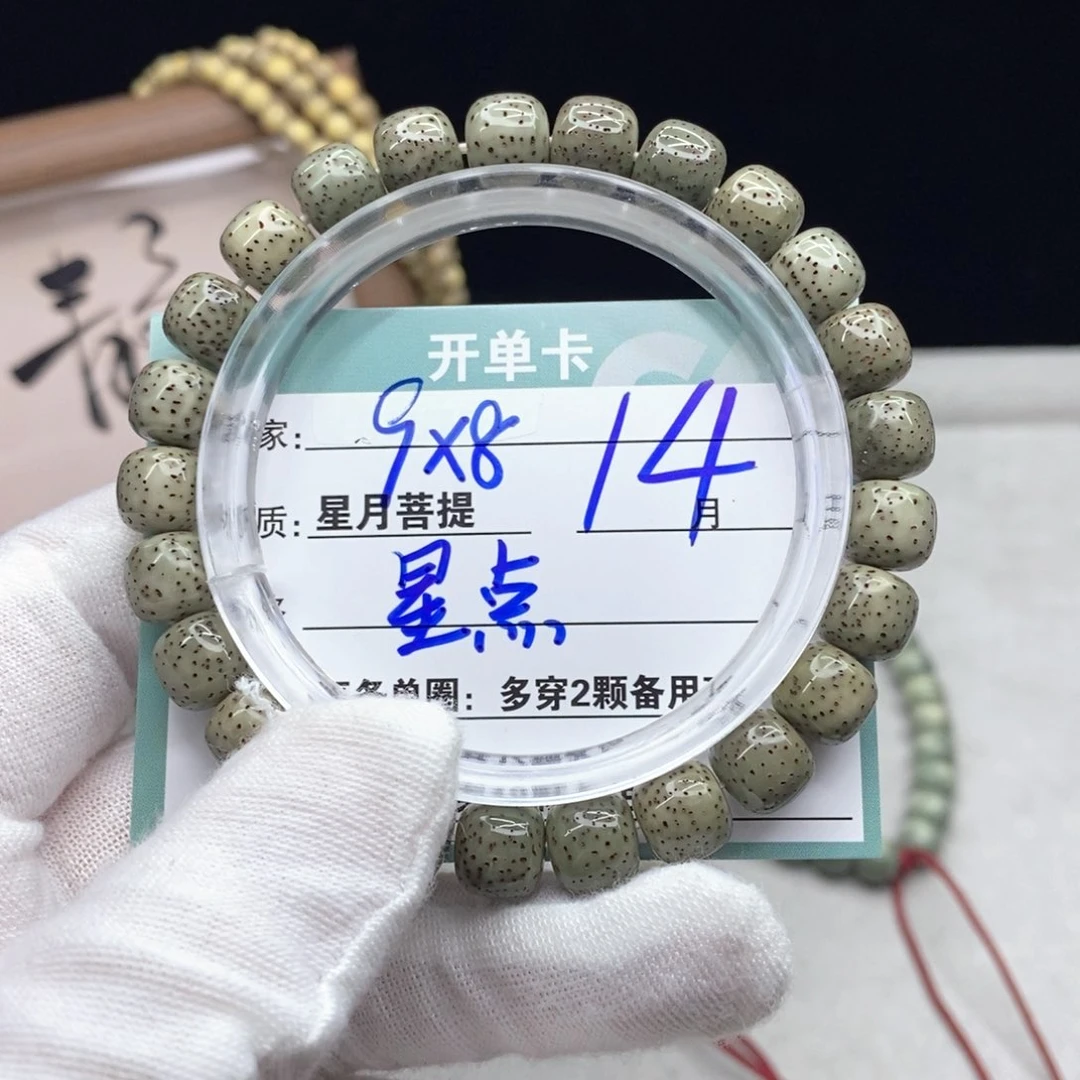 开单卡
家: 9x8 14
质: 星月菩提 月
星点
条单圈: 多穿2颗备用